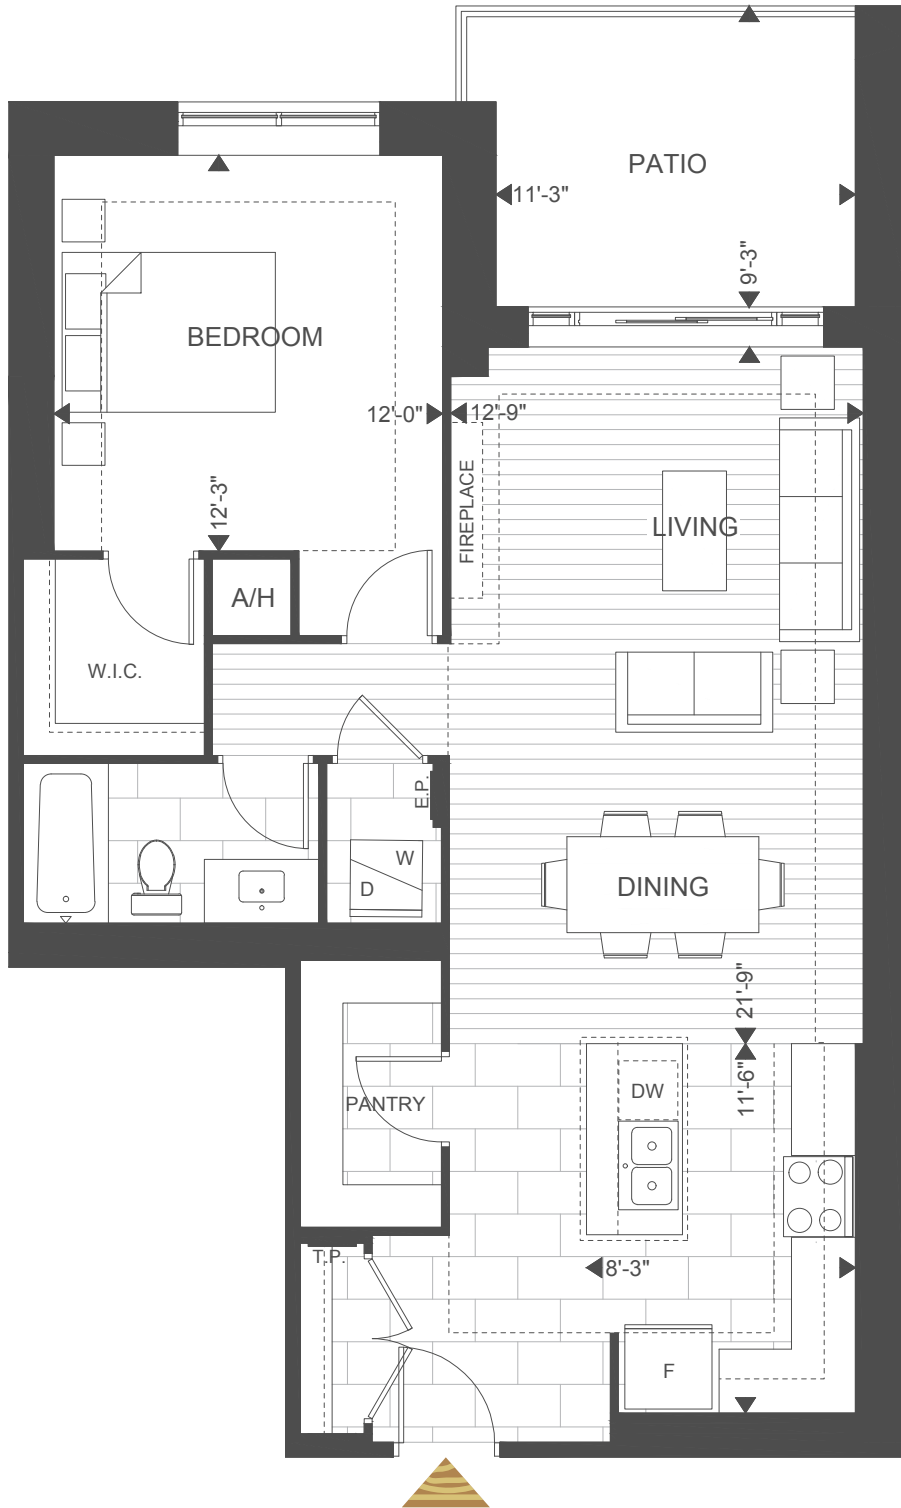 PATIO
11'-3"
9'-3"
BEDROOM
12'-0"
12'-9"
12'-3"
FIREPLACE
LIVING
A/H
W.I.C.
E.P.
W
D
DINING
21'-9"
11'-6"
DW
PANTRY
T.P.
8'-3"
F